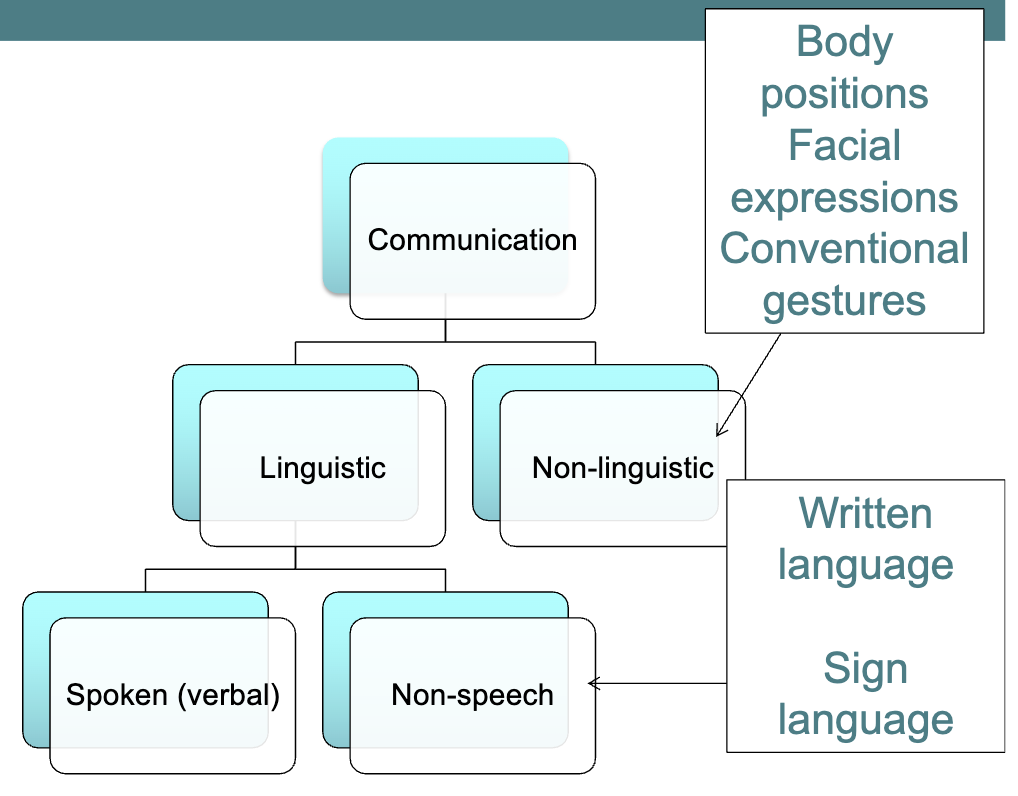 Body
positions
Facial
expressions
Conventional
gestures
Communication
Linguistic
Non-linguistic
Written
language
Sign
language
Spoken (verbal)
Non-speech